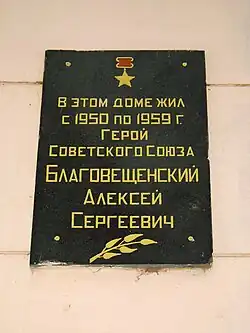 В этом доме жил
с 1950 по 1959 г.
Герой
Советского Союза
Благовещенский
Алексей
Сергеевич